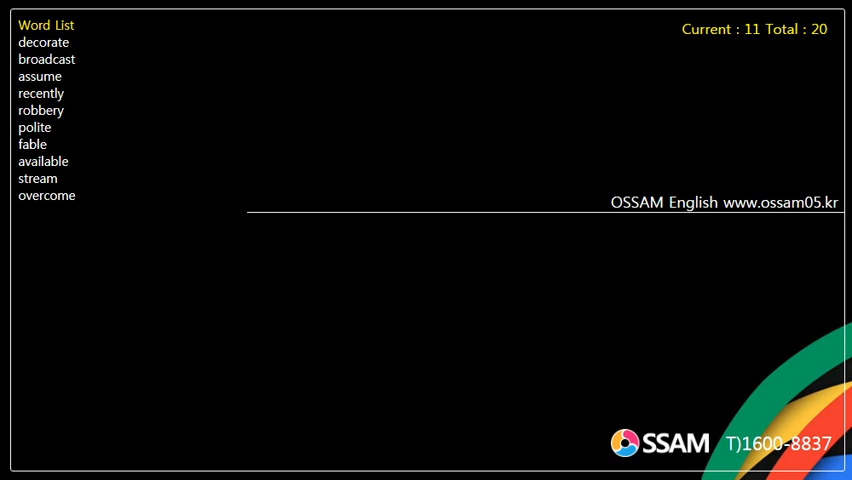 Word List
Current : 11 Total : 20
decorate
broadcast
assume
recently
robbery
polite
fable
available
stream
overcome
OSSAM English www.ossam05.kr
OSSAM T)1600-8837